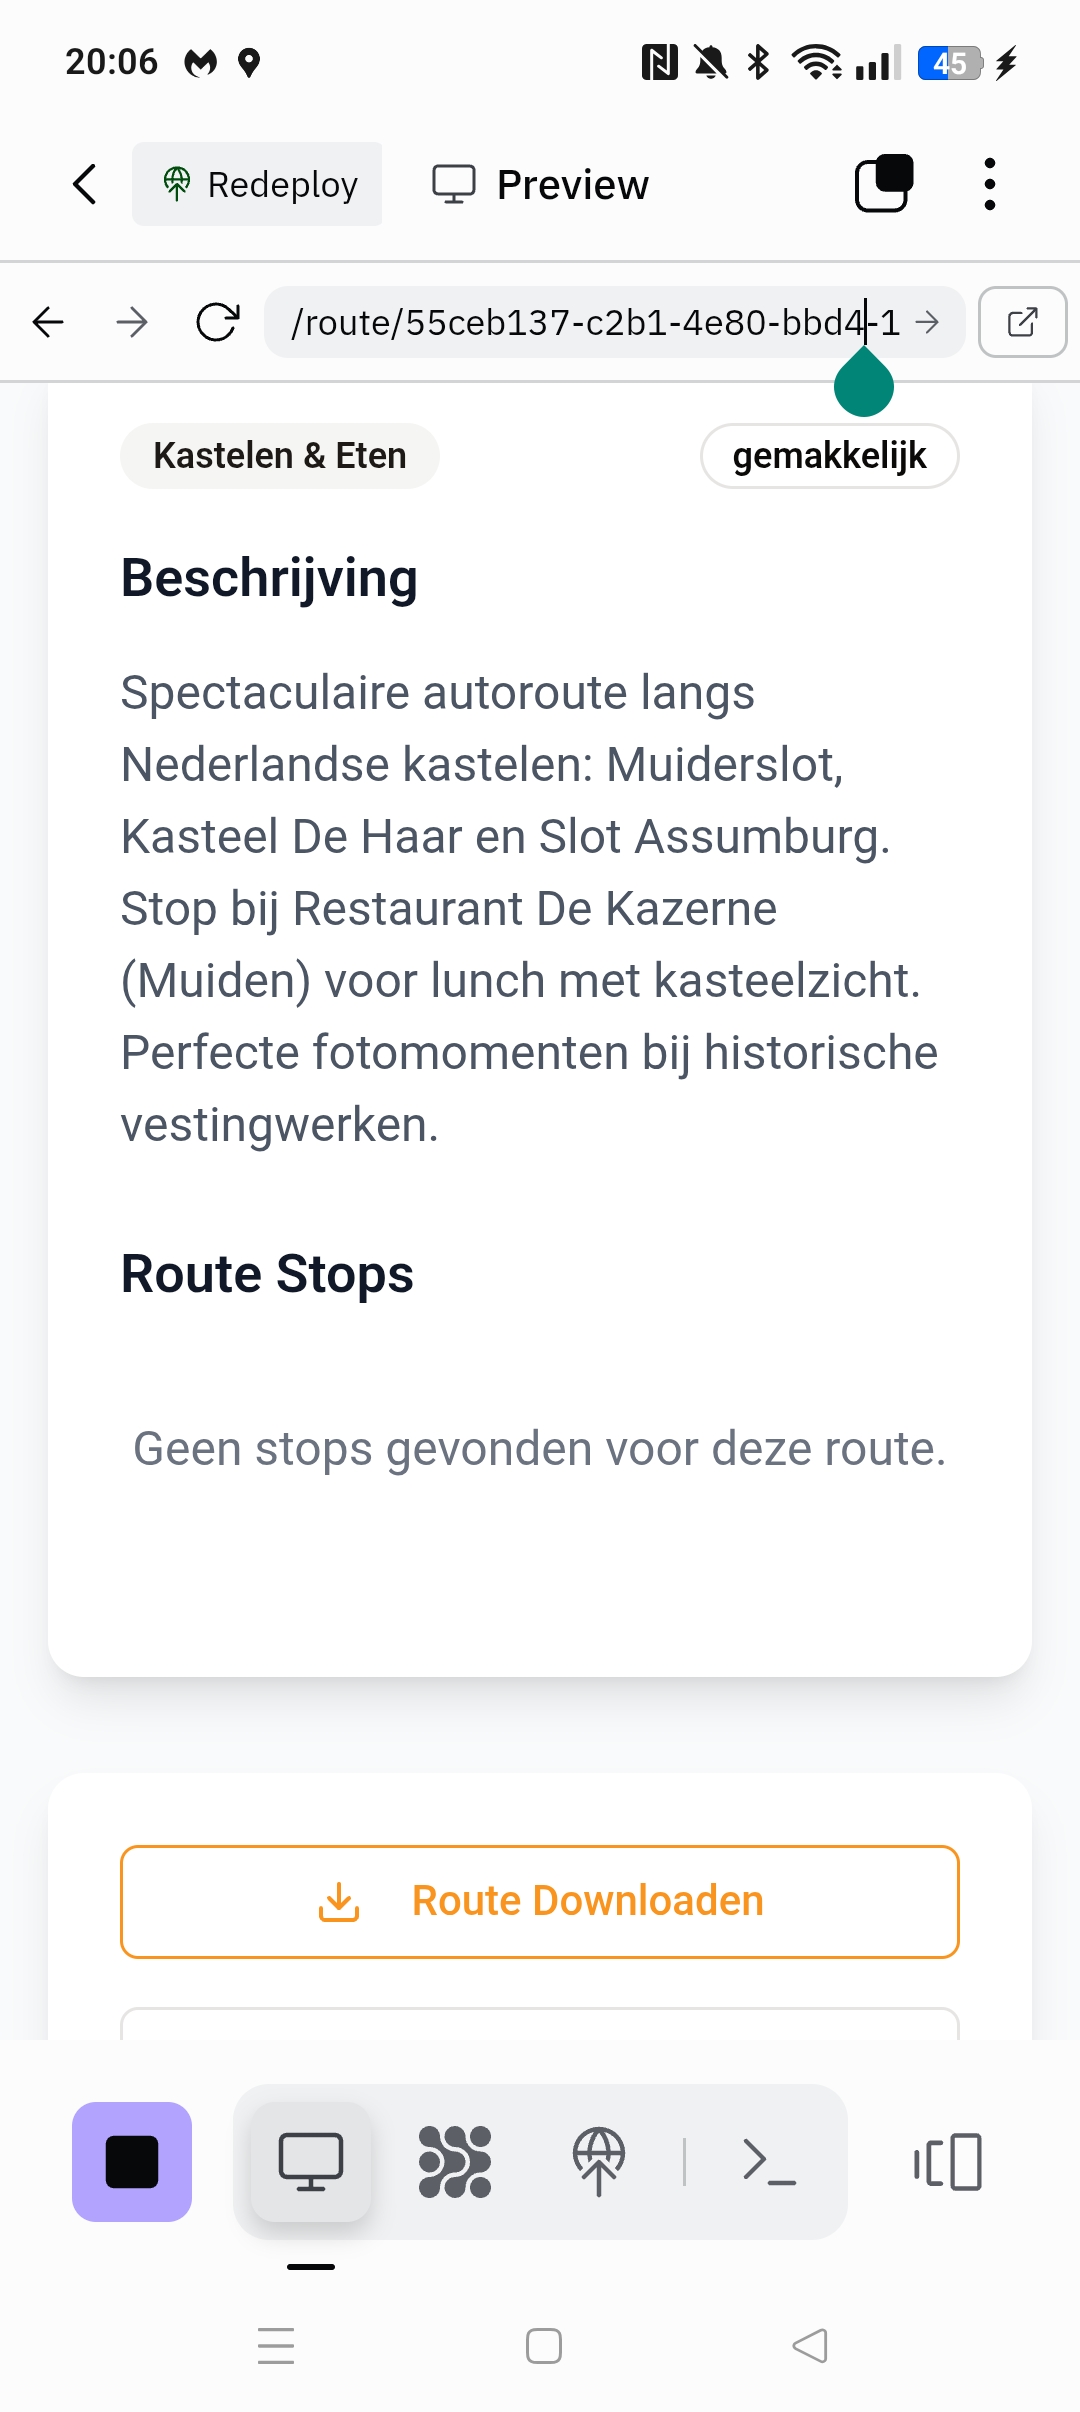 20:06
45
Redeploy
Preview
/route/55ceb137-c2b1-4e80-bbd4-1
Kastelen & Eten
gemakkelijk
Beschrijving
Spectaculaire autoroute langs
Nederlandse kastelen: Muiderslot,
Kasteel De Haar en Slot Assumburg.
Stop bij Restaurant De Kazerne
(Muiden) voor lunch met kasteelzicht.
Perfecte fotomomenten bij historische
vestingwerken.
Route Stops
Geen stops gevonden voor deze route.
Route Downloaden